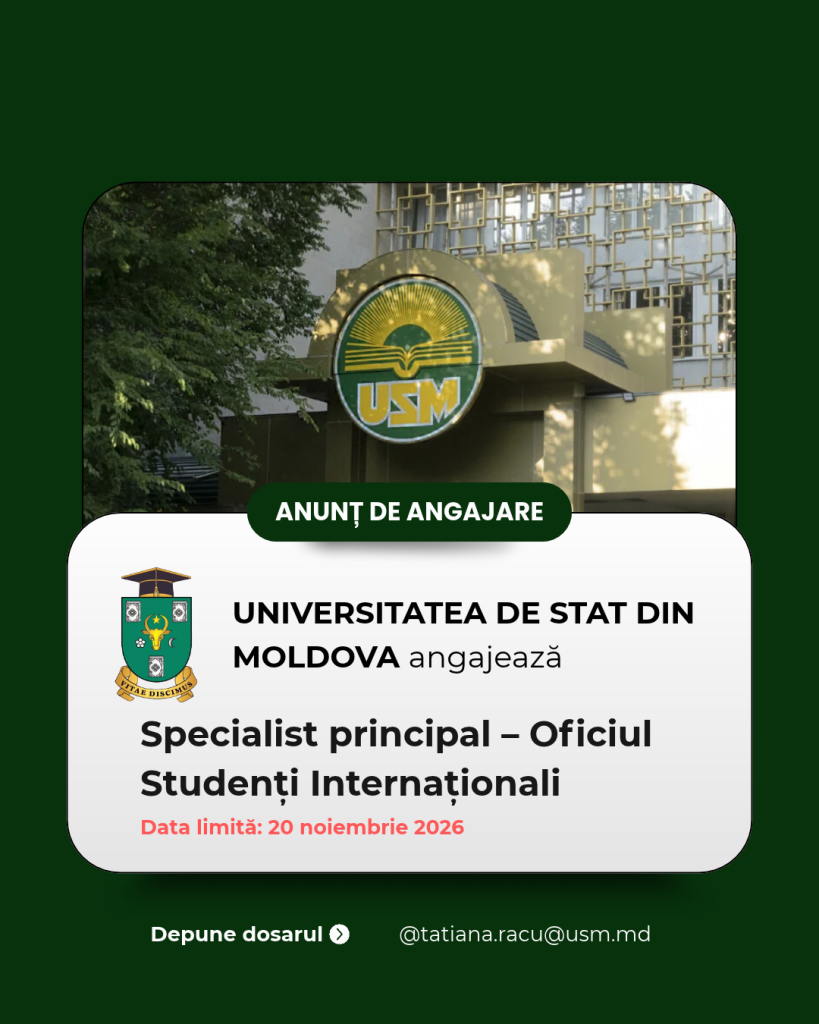 USM
ANUNȚ DE ANGAJARE
UNIVERSITATEA DE STAT DIN
MOLDOVA angajează
VITAE DISCIMUS
Specialist principal – Oficiul
Studenți Internaționali
Data limită: 20 noiembrie 2026
Depune dosarul
@tatiana.racu@usm.md